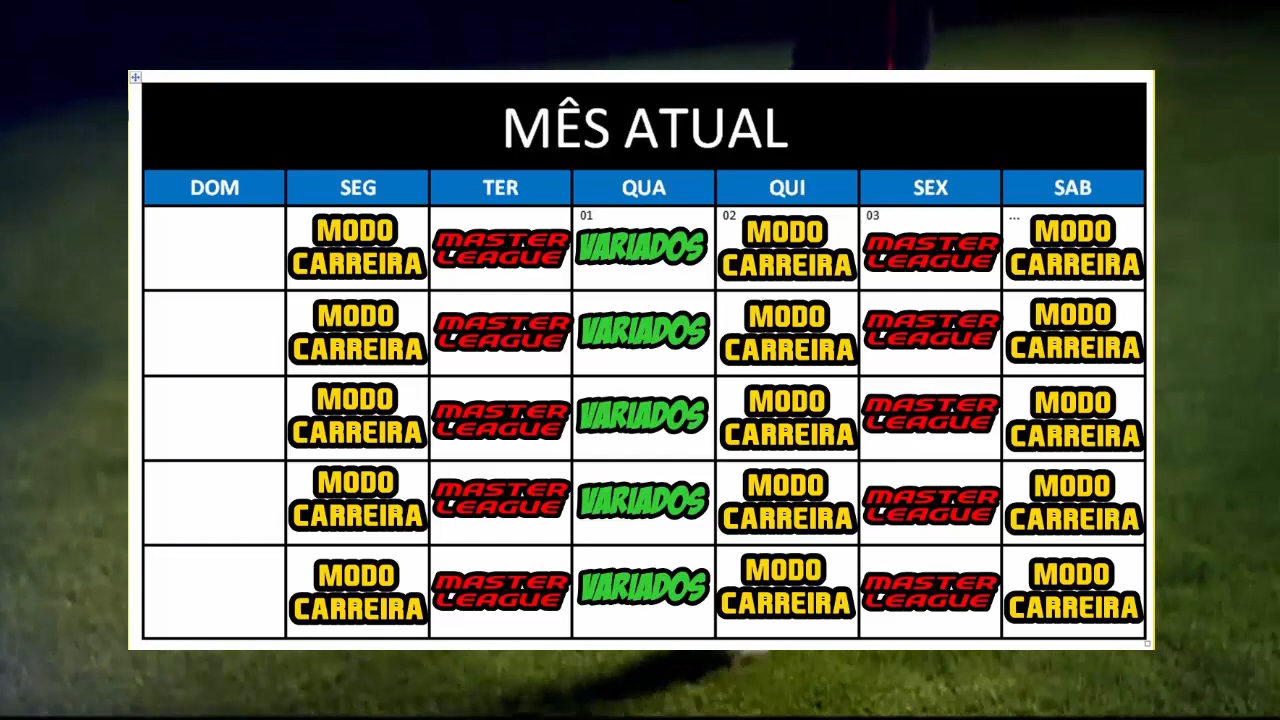 MÊS ATUAL
DOM SEG TER QUA QUI SEX SAB
01 02 03 ...
MODO CARREIRA MASTER LEAGUE VARIADOS MODO CARREIRA MASTER LEAGUE MODO CARREIRA
MODO CARREIRA MASTER LEAGUE VARIADOS MODO CARREIRA MASTER LEAGUE MODO CARREIRA
MODO CARREIRA MASTER LEAGUE VARIADOS MODO CARREIRA MASTER LEAGUE MODO CARREIRA
MODO CARREIRA MASTER LEAGUE VARIADOS MODO CARREIRA MASTER LEAGUE MODO CARREIRA
MODO CARREIRA MASTER LEAGUE VARIADOS MODO CARREIRA MASTER LEAGUE MODO CARREIRA